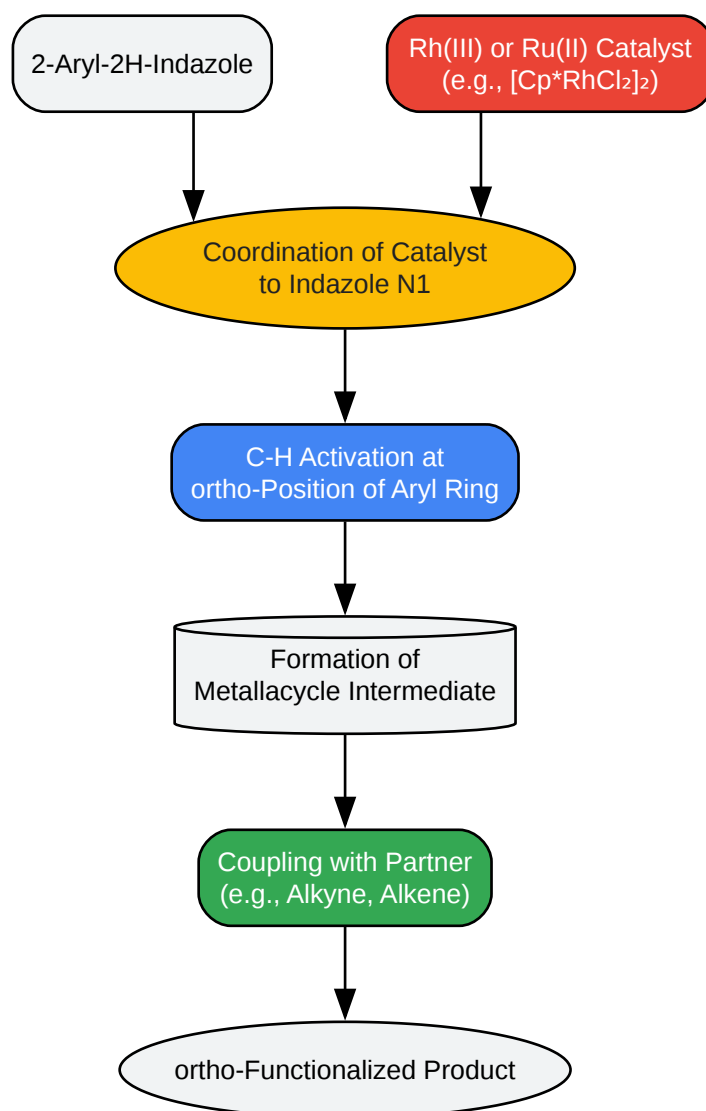 2-Aryl-2H-Indazole
Rh(III) or Ru(II) Catalyst
(e.g., [Cp*RhCl₂]₂)
Coordination of Catalyst
to Indazole N1
C-H Activation at
ortho-Position of Aryl Ring
Formation of
Metallacycle Intermediate
Coupling with Partner
(e.g., Alkyne, Alkene)
ortho-Functionalized Product